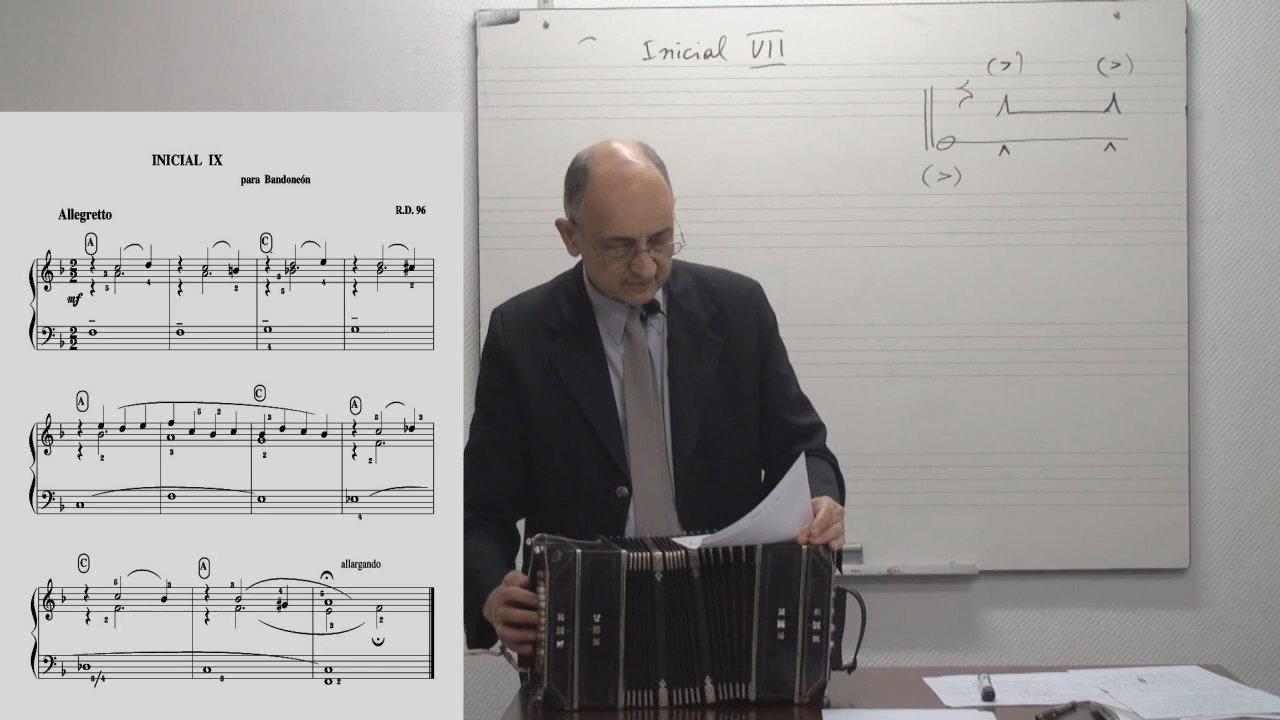 INICIAL IX
para Bandoneón
Allegretto
R.D. 96
A
C
mf
A
C
A
C
A
allargando
Inicial VII
(>) (>)
(>)